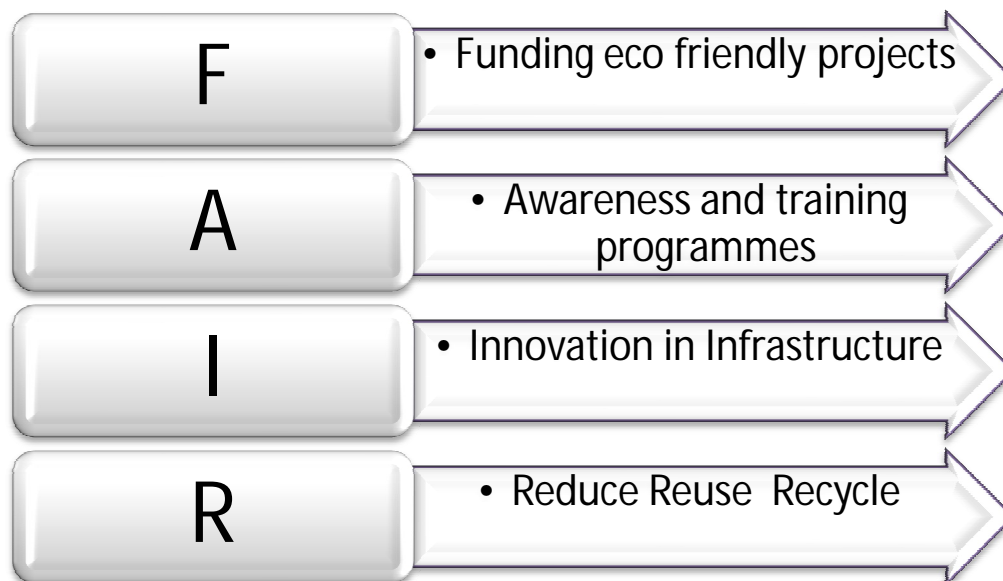 F
• Funding eco friendly projects
A
• Awareness and training
programmes
I
• Innovation in Infrastructure
R
• Reduce Reuse  Recycle